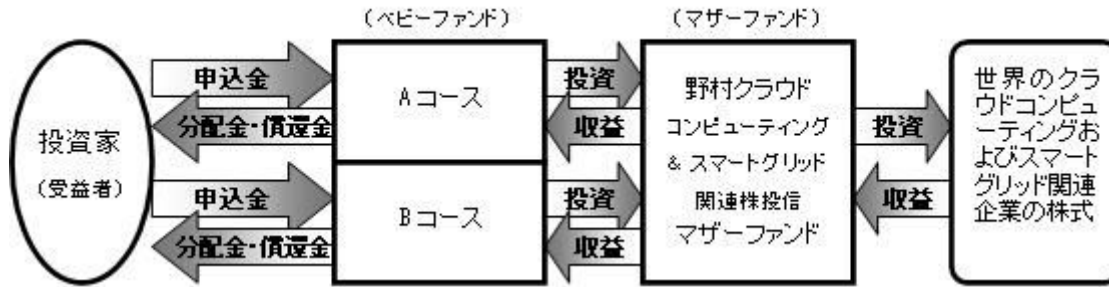 （ベビーファンド）
（マザーファンド）
投資家
（受益者）
申込金
分配金・償還金
申込金
分配金・償還金
Aコース
Bコース
投資
収益
投資
収益
野村クラウド
コンピューティング
& スマートグリッド
関連株投信
マザーファンド
投資
収益
世界のクラ
ウドコンピュ
ーティングお
よびスマート
グリッド関連
企業の株式